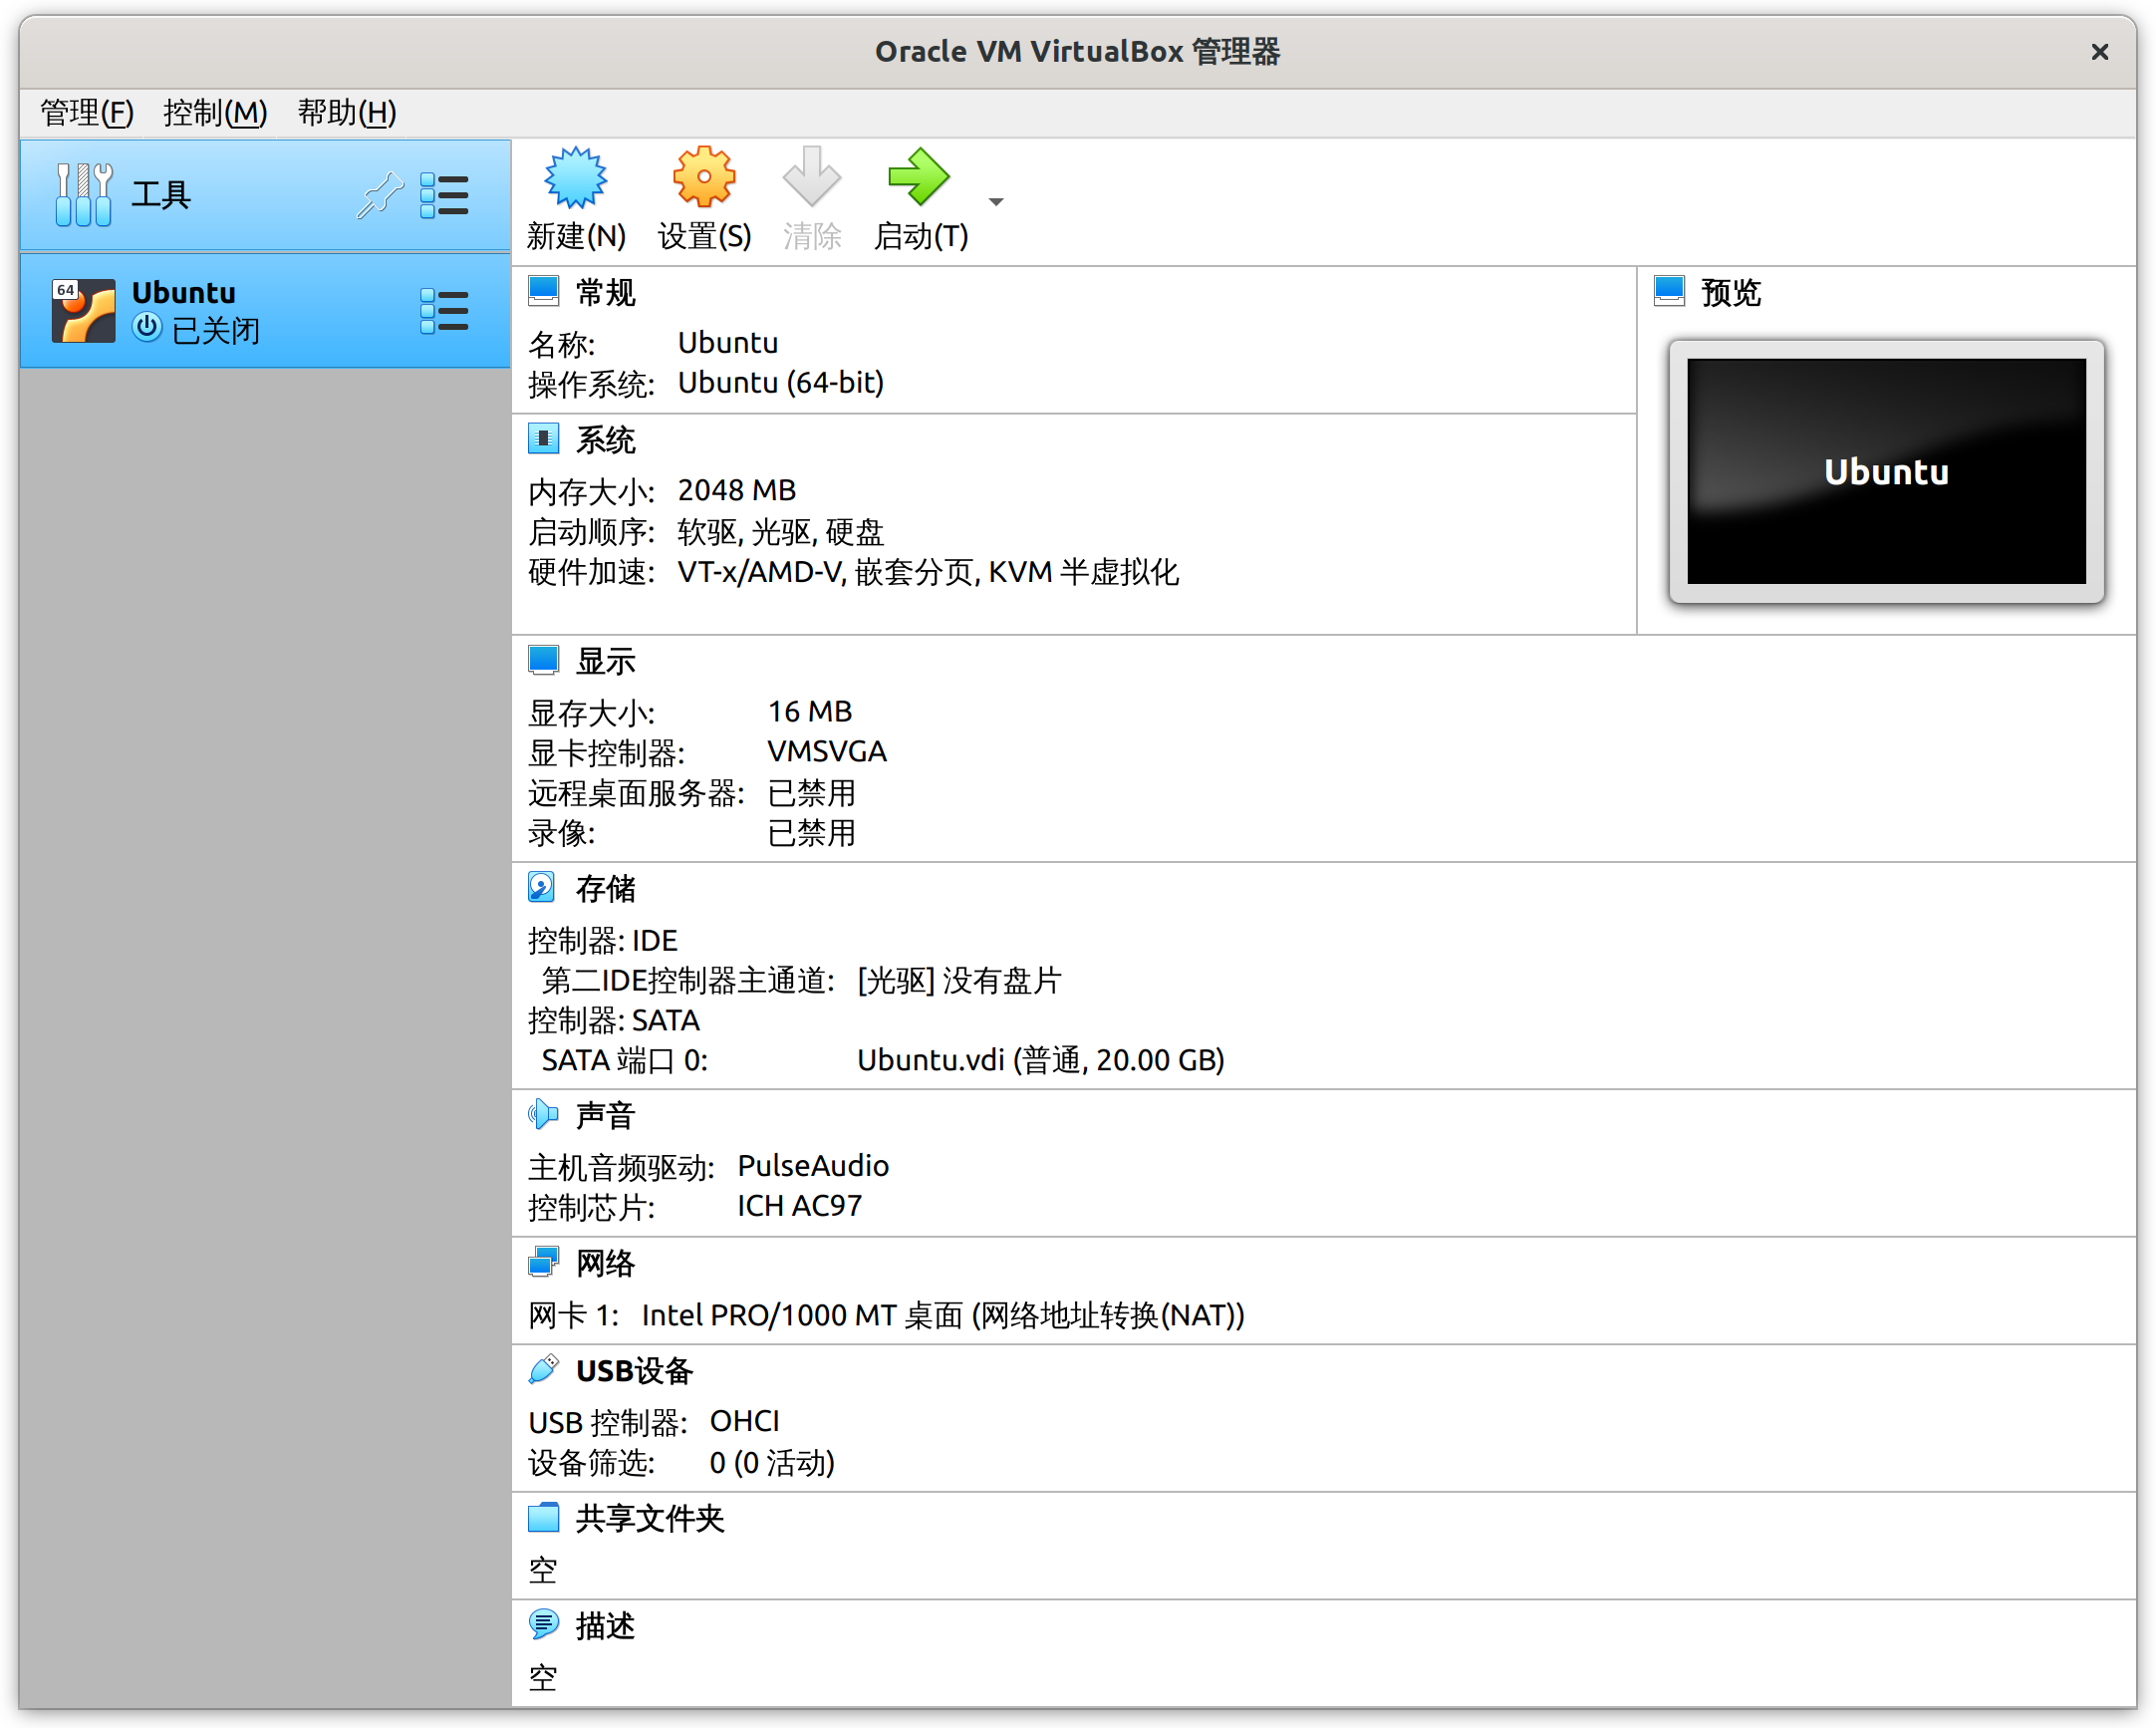 Oracle VM VirtualBox 管理器
管理(F) 控制(M) 帮助(H)
工具
新建(N) 设置(S) 清除 启动(T)
64
Ubuntu
已关闭
常规
名称: Ubuntu
操作系统: Ubuntu (64-bit)
预览
Ubuntu
系统
内存大小: 2048 MB
启动顺序: 软驱, 光驱, 硬盘
硬件加速: VT-x/AMD-V, 嵌套分页, KVM 半虚拟化
显示
显存大小: 16 MB
显卡控制器: VMSVGA
远程桌面服务器: 已禁用
录像: 已禁用
存储
控制器: IDE
第二IDE控制器主通道: [光驱] 没有盘片
控制器: SATA
SATA 端口 0: Ubuntu.vdi (普通, 20.00 GB)
声音
主机音频驱动: PulseAudio
控制芯片: ICH AC97
网络
网卡 1: Intel PRO/1000 MT 桌面 (网络地址转换(NAT))
USB设备
USB 控制器: OHCI
设备筛选: 0 (0 活动)
共享文件夹
空
描述
空